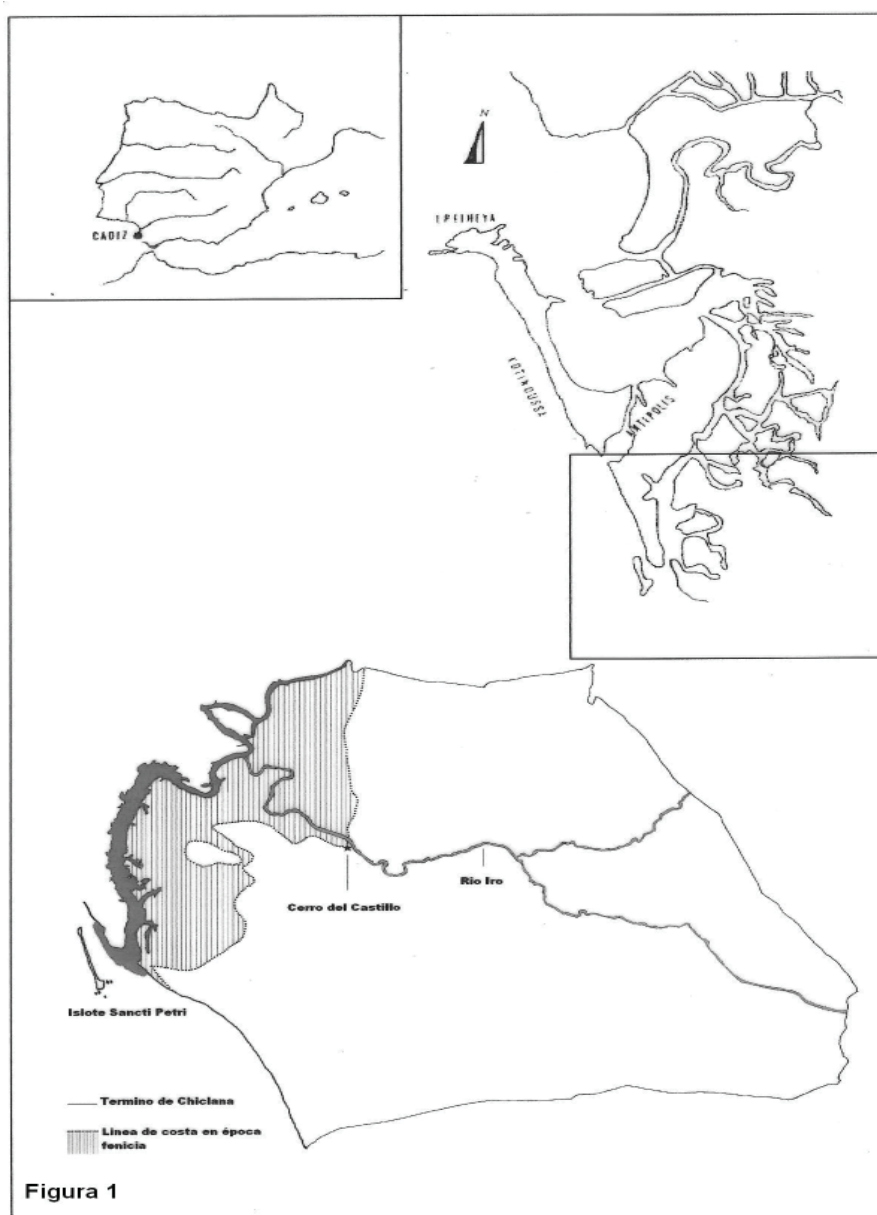 N
CADIZ
KOTINOUSSA
ANTIPOLIS
Cerro del Castillo
Rio Iro
Islote Sancti Petri
Termino de Chiclana
Linea de costa en época
fenicia
Figura 1